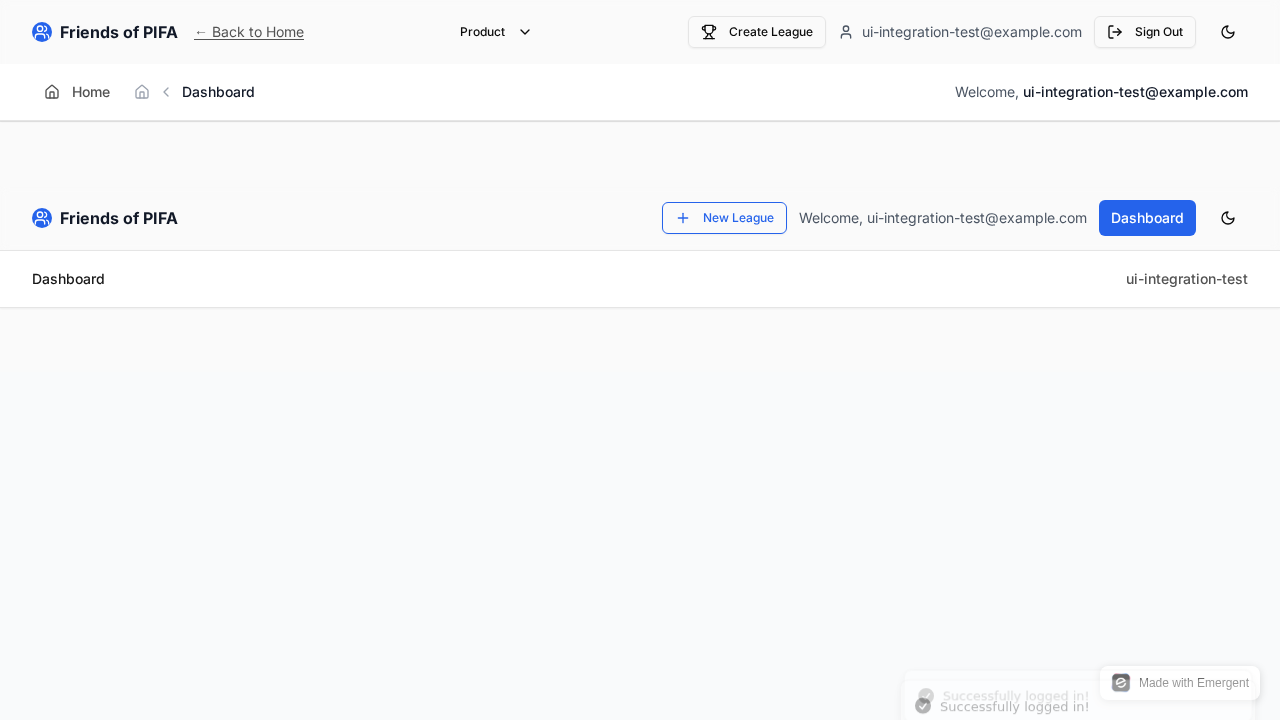 Friends of PIFA ← Back to Home Product Create League ui-integration-test@example.com Sign Out
Home Dashboard Welcome, ui-integration-test@example.com
Friends of PIFA New League Welcome, ui-integration-test@example.com Dashboard
Dashboard ui-integration-test
Made with Emergent
Successfully logged in!
Successfully logged in!